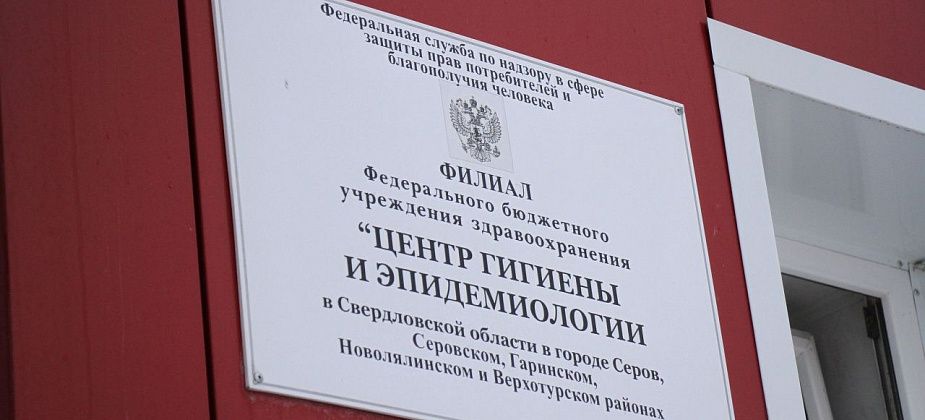 Федеральная служба по надзору в сфере
защиты прав потребителей и
благополучия человека
ФИЛИАЛ
Федерального бюджетного
учреждения здравоохранения
“ЦЕНТР ГИГИЕНЫ
И ЭПИДЕМИОЛОГИИ
в Свердловской области в городе Серов,
Серовском, Гаринском,
Новолялинском и Верхотурском районах